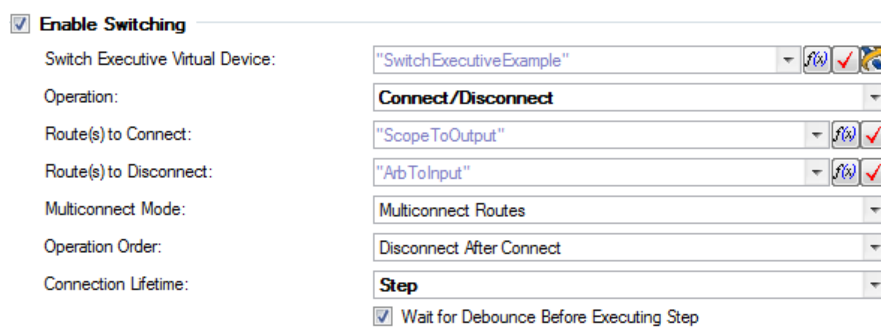 Enable Switching
Switch Executive Virtual Device: "SwitchExecutiveExample" f(x)
Operation: Connect/Disconnect
Route(s) to Connect: "ScopeToOutput" f(x)
Route(s) to Disconnect: "ArbToInput" f(x)
Multiconnect Mode: Multiconnect Routes
Operation Order: Disconnect After Connect
Connection Lifetime: Step
Wait for Debounce Before Executing Step